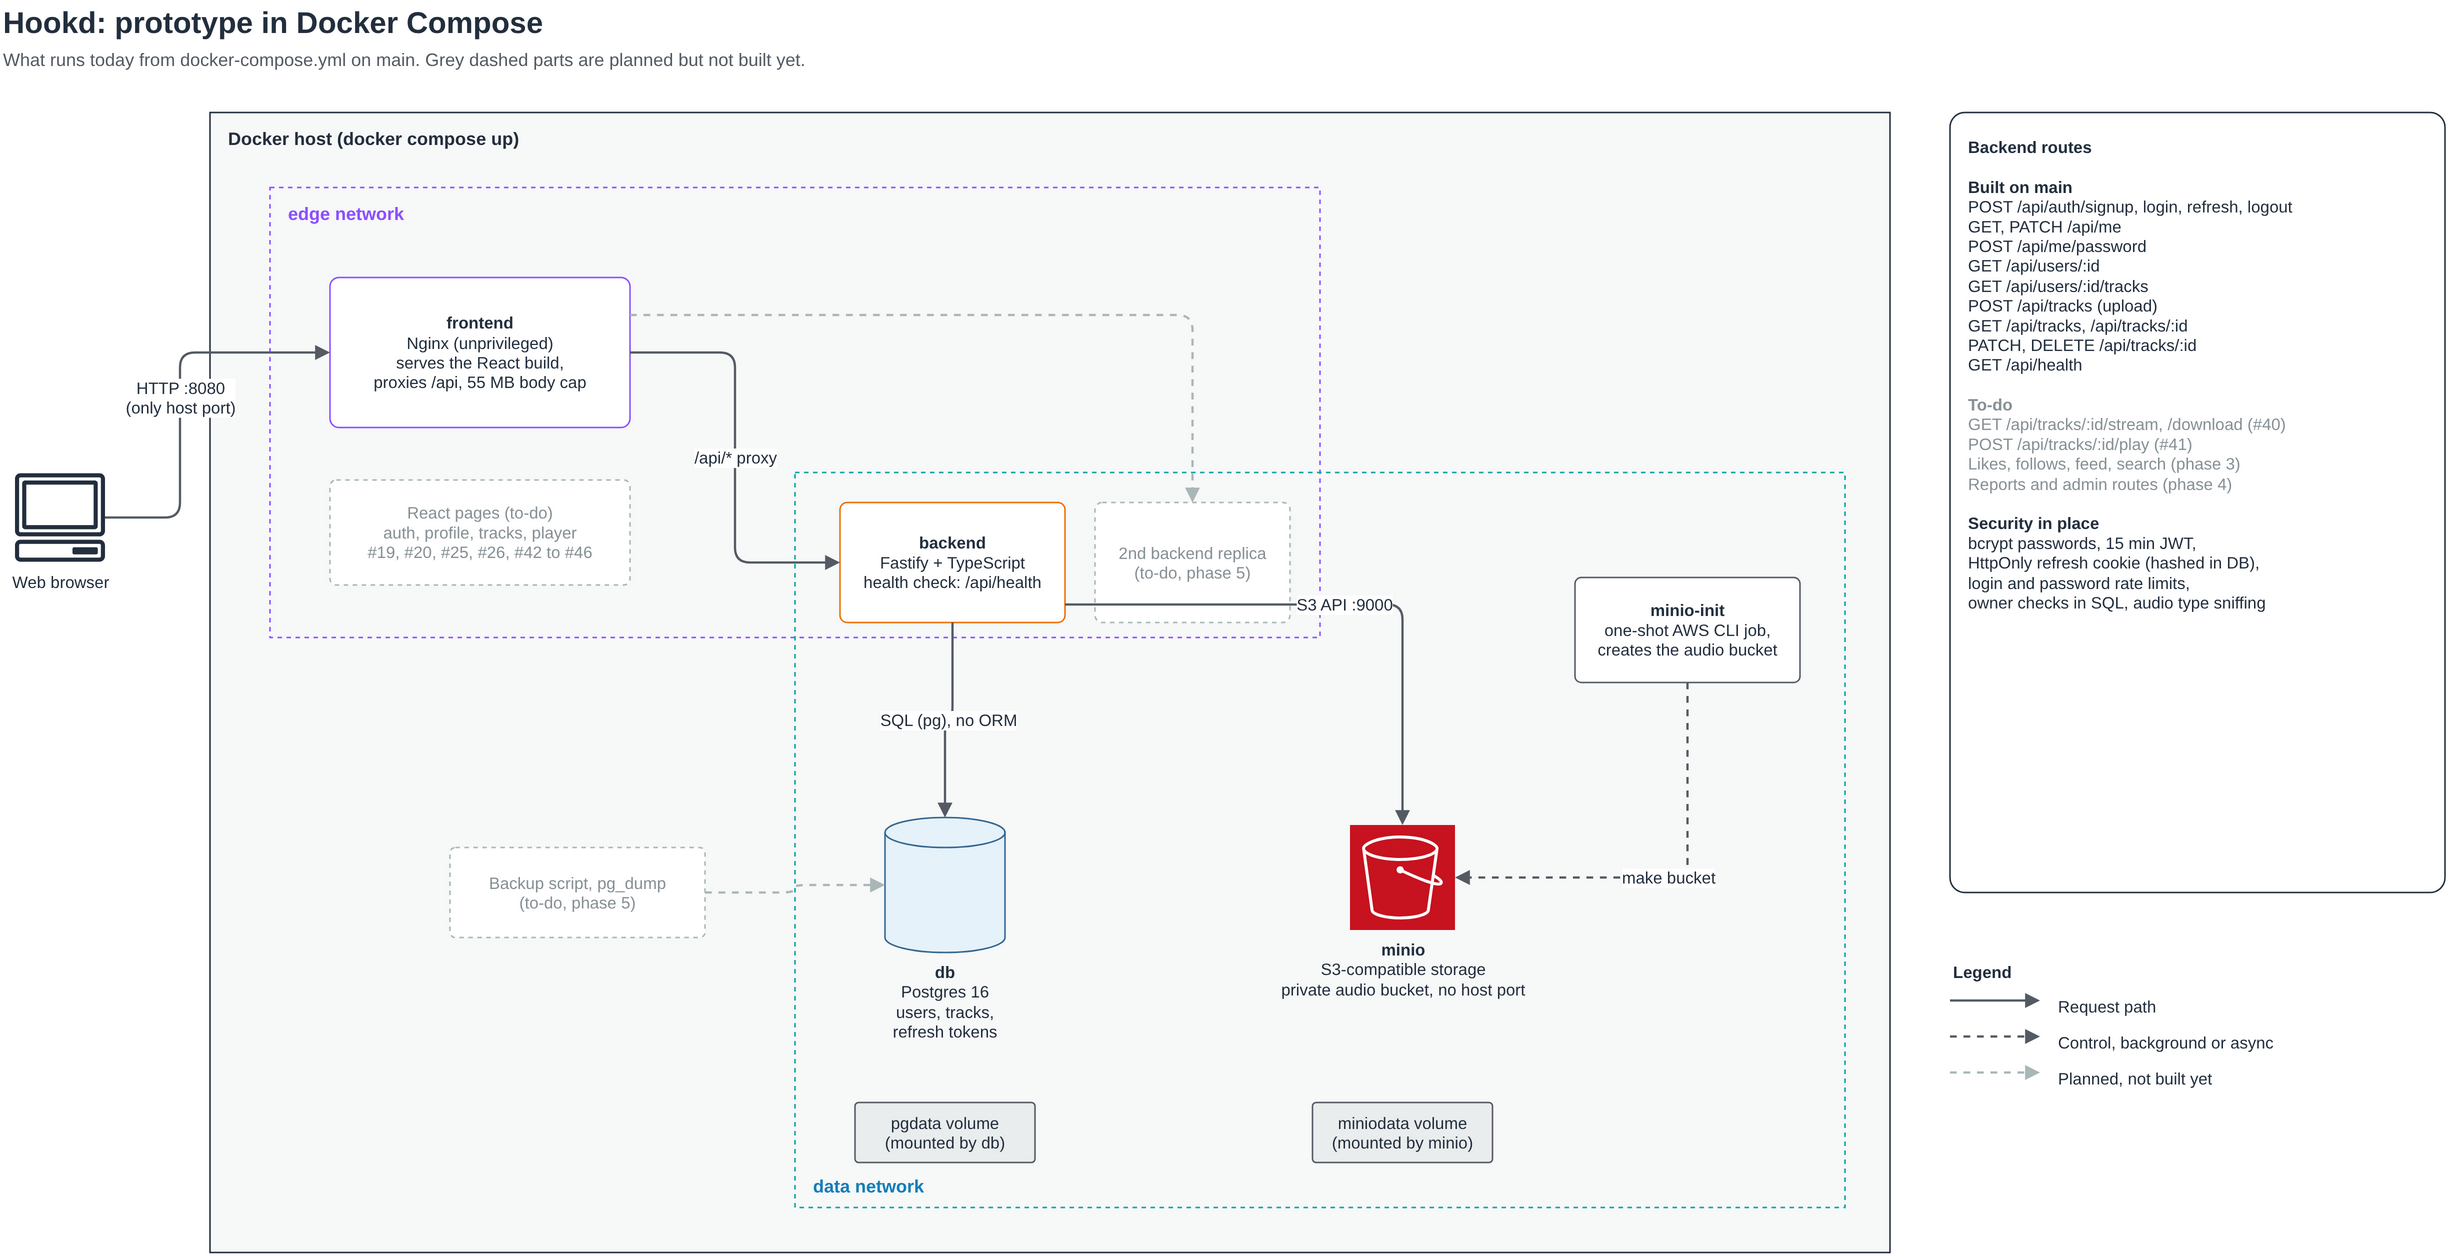 Hookd: prototype in Docker Compose
What runs today from docker-compose.yml on main. Grey dashed parts are planned but not built yet.
Docker host (docker compose up)
edge network
frontend
Nginx (unprivileged)
serves the React build,
proxies /api, 55 MB body cap
HTTP :8080
(only host port)
Web browser
/api/* proxy
React pages (to-do)
auth, profile, tracks, player
#19, #20, #25, #26, #42 to #46
backend
Fastify + TypeScript
health check: /api/health
2nd backend replica
(to-do, phase 5)
S3 API :9000
minio-init
one-shot AWS CLI job,
creates the audio bucket
SQL (pg), no ORM
Backup script, pg_dump
(to-do, phase 5)
make bucket
db
Postgres 16
users, tracks,
refresh tokens
minio
S3-compatible storage
private audio bucket, no host port
pgdata volume
(mounted by db)
miniodata volume
(mounted by minio)
data network
Backend routes
Built on main
POST /api/auth/signup, login, refresh, logout
GET, PATCH /api/me
POST /api/me/password
GET /api/users/:id
GET /api/users/:id/tracks
POST /api/tracks (upload)
GET /api/tracks, /api/tracks/:id
PATCH, DELETE /api/tracks/:id
GET /api/health
To-do
GET /api/tracks/:id/stream, /download (#40)
POST /api/tracks/:id/play (#41)
Likes, follows, feed, search (phase 3)
Reports and admin routes (phase 4)
Security in place
bcrypt passwords, 15 min JWT,
HttpOnly refresh cookie (hashed in DB),
login and password rate limits,
owner checks in SQL, audio type sniffing
Legend
Request path
Control, background or async
Planned, not built yet